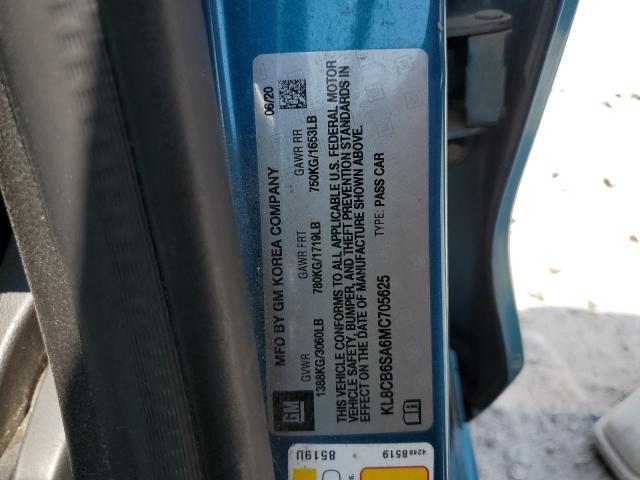 MFD BY GM KOREA COMPANY
06/20
GVWR
GAWR FRT
GAWR RR
1388KG/3060LB
780KG/1719LB
750KG/1653LB
THIS VEHICLE CONFORMS TO ALL APPLICABLE U.S. FEDERAL MOTOR
VEHICLE SAFETY, BUMPER, AND THEFT PREVENTION STANDARDS IN
EFFECT ON THE DATE OF MANUFACTURE SHOWN ABOVE.
TYPE: PASS CAR
KL8CB6SA6MC705625
GM
8519U
4248 8519